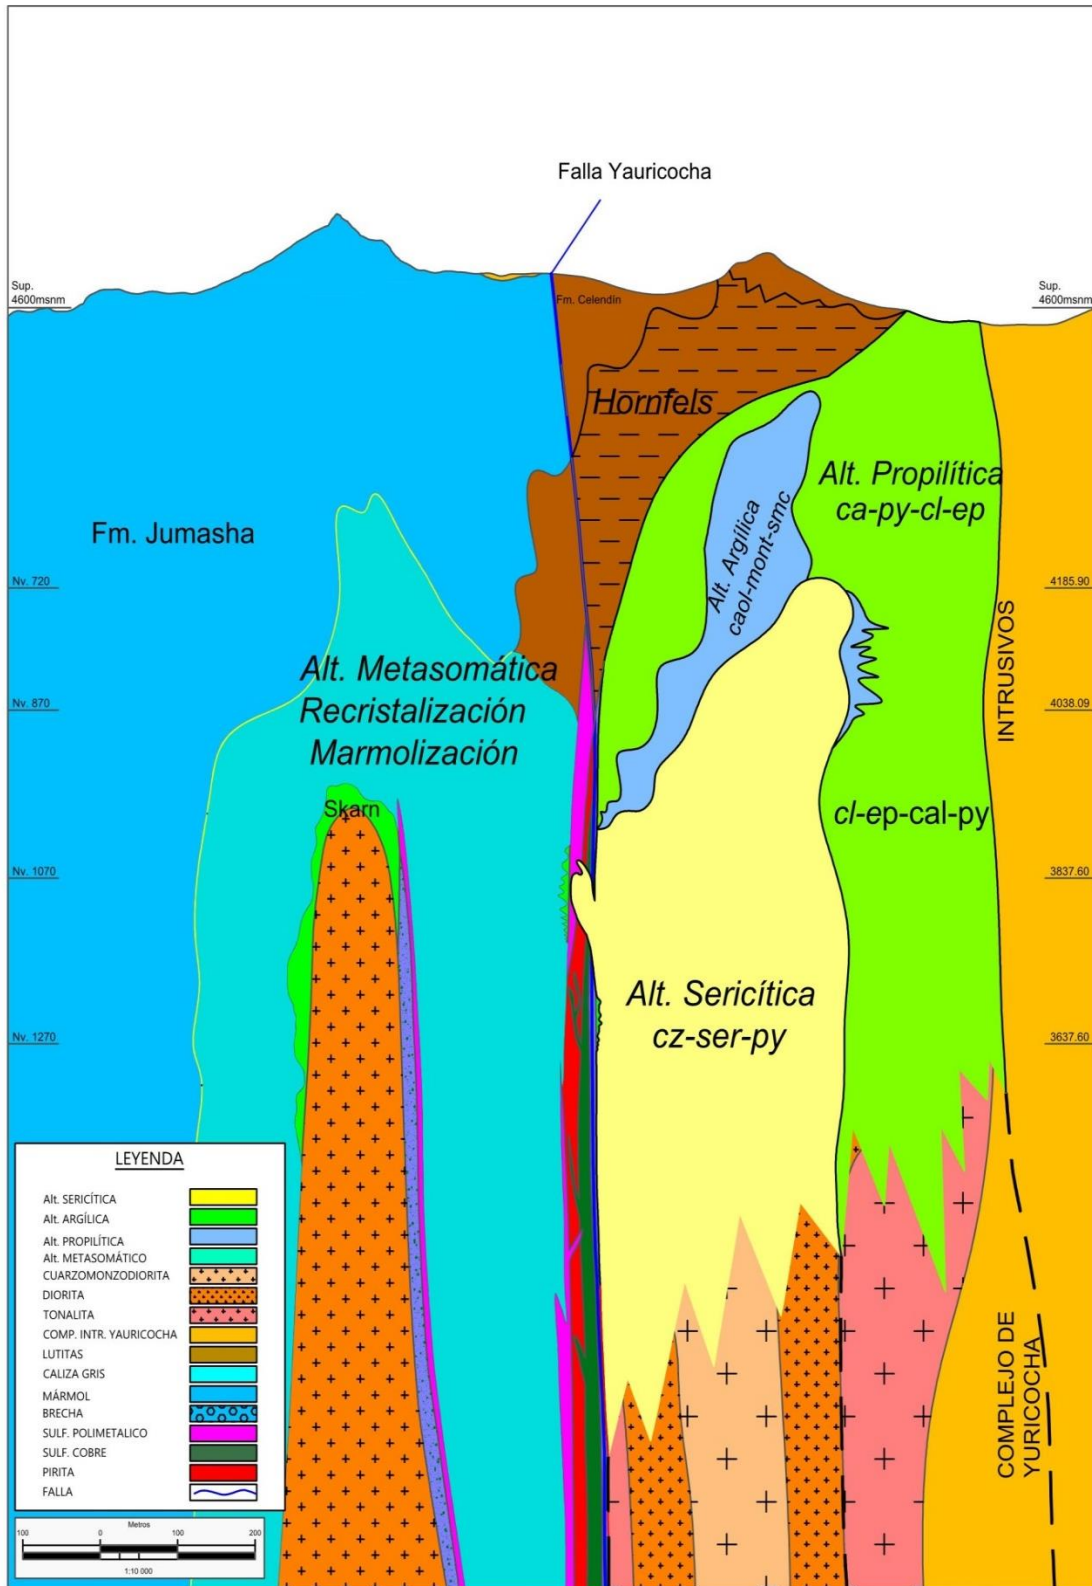 Falla Yauricocha
Sup.
4600msnm
Sup.
4600msnm
Fm. Celendín
Hornfels
Alt. Propilítica
ca-py-cl-ep
Fm. Jumasha
Alt. Argílica
caol-mont-smc
Nv. 720
4185.90
INTRUSIVOS
Alt. Metasomática
Recristalización
Marmolización
Nv. 870
4038.09
Skarn
cl-ep-cal-py
Nv. 1070
3837.60
Alt. Sericítica
cz-ser-py
Nv. 1270
3637.60
COMPLEJO DE
YURICOCHA
LEYENDA
Alt. SERICÍTICA
Alt. ARGÍLICA
Alt. PROPILÍTICA
Alt. METASOMÁTICO
CUARZOMONZODIORITA
DIORITA
TONALITA
COMP. INTR. YAURICOCHA
LUTITAS
CALIZA GRIS
MÁRMOL
BRECHA
SULF. POLIMETALICO
SULF. COBRE
PIRITA
FALLA
Metros
100 0 100 200
1:10 000